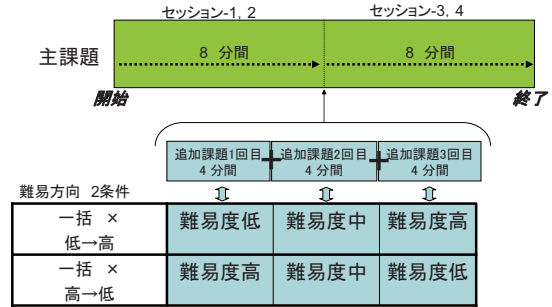 セッション-1, 2
セッション-3, 4
主課題
8 分間
8 分間
開始
終了
追加課題1回目
4 分間
+
追加課題2回目
4 分間
+
追加課題3回目
4 分間
難易方向 2条件
一括 ×
低→高
難易度低
難易度中
難易度高
一括 ×
高→低
難易度高
難易度中
難易度低